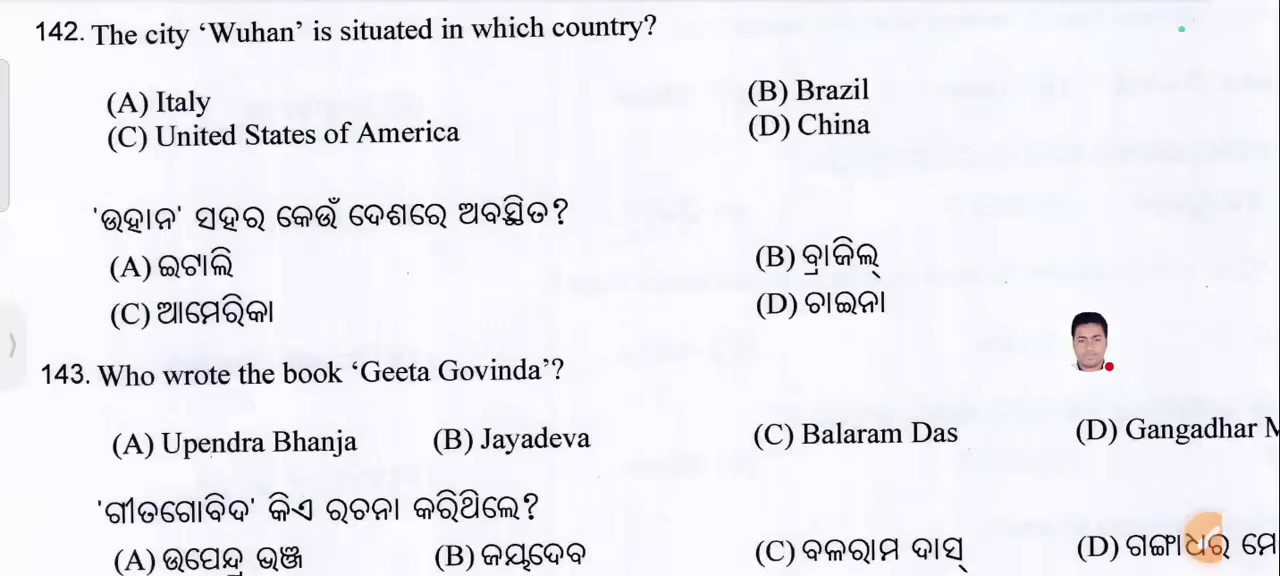 142. The city ‘Wuhan’ is situated in which country?
(A) Italy (B) Brazil
(C) United States of America (D) China
'ଉହାନ' ସହର କେଉଁ ଦେଶରେ ଅବସ୍ଥିତ?
(A) ଇଟାଲି (B) ବ୍ରାଜିଲ୍
(C) ଆମେରିକା (D) ଚାଇନା
143. Who wrote the book ‘Geeta Govinda’?
(A) Upendra Bhanja (B) Jayadeva (C) Balaram Das (D) Gangadhar
'ଗୀତଗୋବିଦ' କିଏ ରଚନା କରିଥିଲେ?
(A) ଉପେନ୍ଦ୍ର ଭଞ୍ଜ (B) ଜୟଦେବ (C) ବଳରାମ ଦାସ୍ (D) ଗଙ୍ଗାଧର